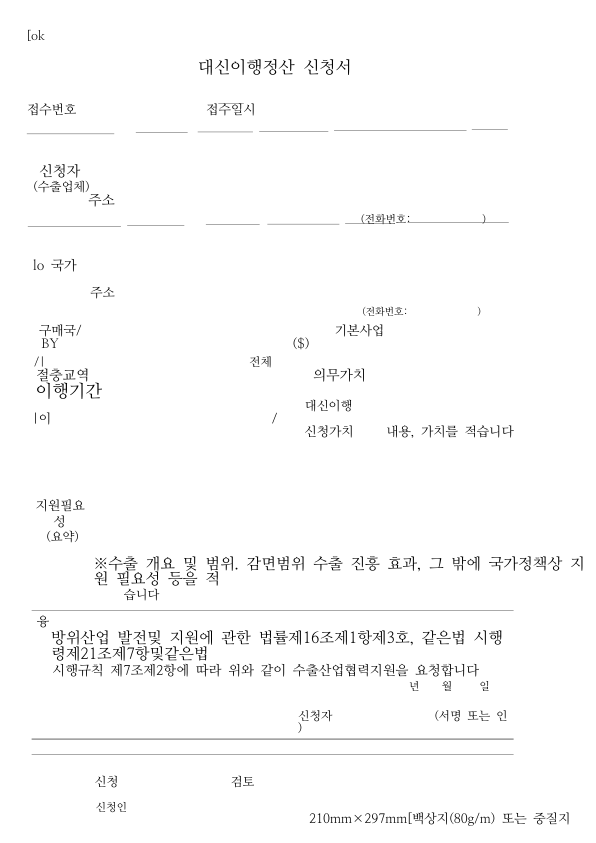 [ok
대신이행정산 신청서
접수번호 접주일시
신청자
(수출업체)
주소
(전화번호: )
lo 국가
주소
(전화번호: )
구매국/ 기본사업
BY ($)
/| 전체
절충교역 의무가치
이행기간
대신이행
|이 /
신청가치 내용, 가치를 적습니다
지원필요
성
(요약)
※수출 개요 및 범위. 감면범위 수출 진흥 효과, 그 밖에 국가정책상 지
원 필요성 등을 적
습니다
융
방위산업 발전및 지원에 관한 법률제16조제1항제3호, 같은법 시행
령제21조제7항및같은법
시행규칙 제7조제2항에 따라 위와 같이 수출산업협력지원을 요청합니다
년 월 일
신청자 (서명 또는 인
)
신청 검토
신청인
210mm×297mm[백상지(80g/m) 또는 중질지